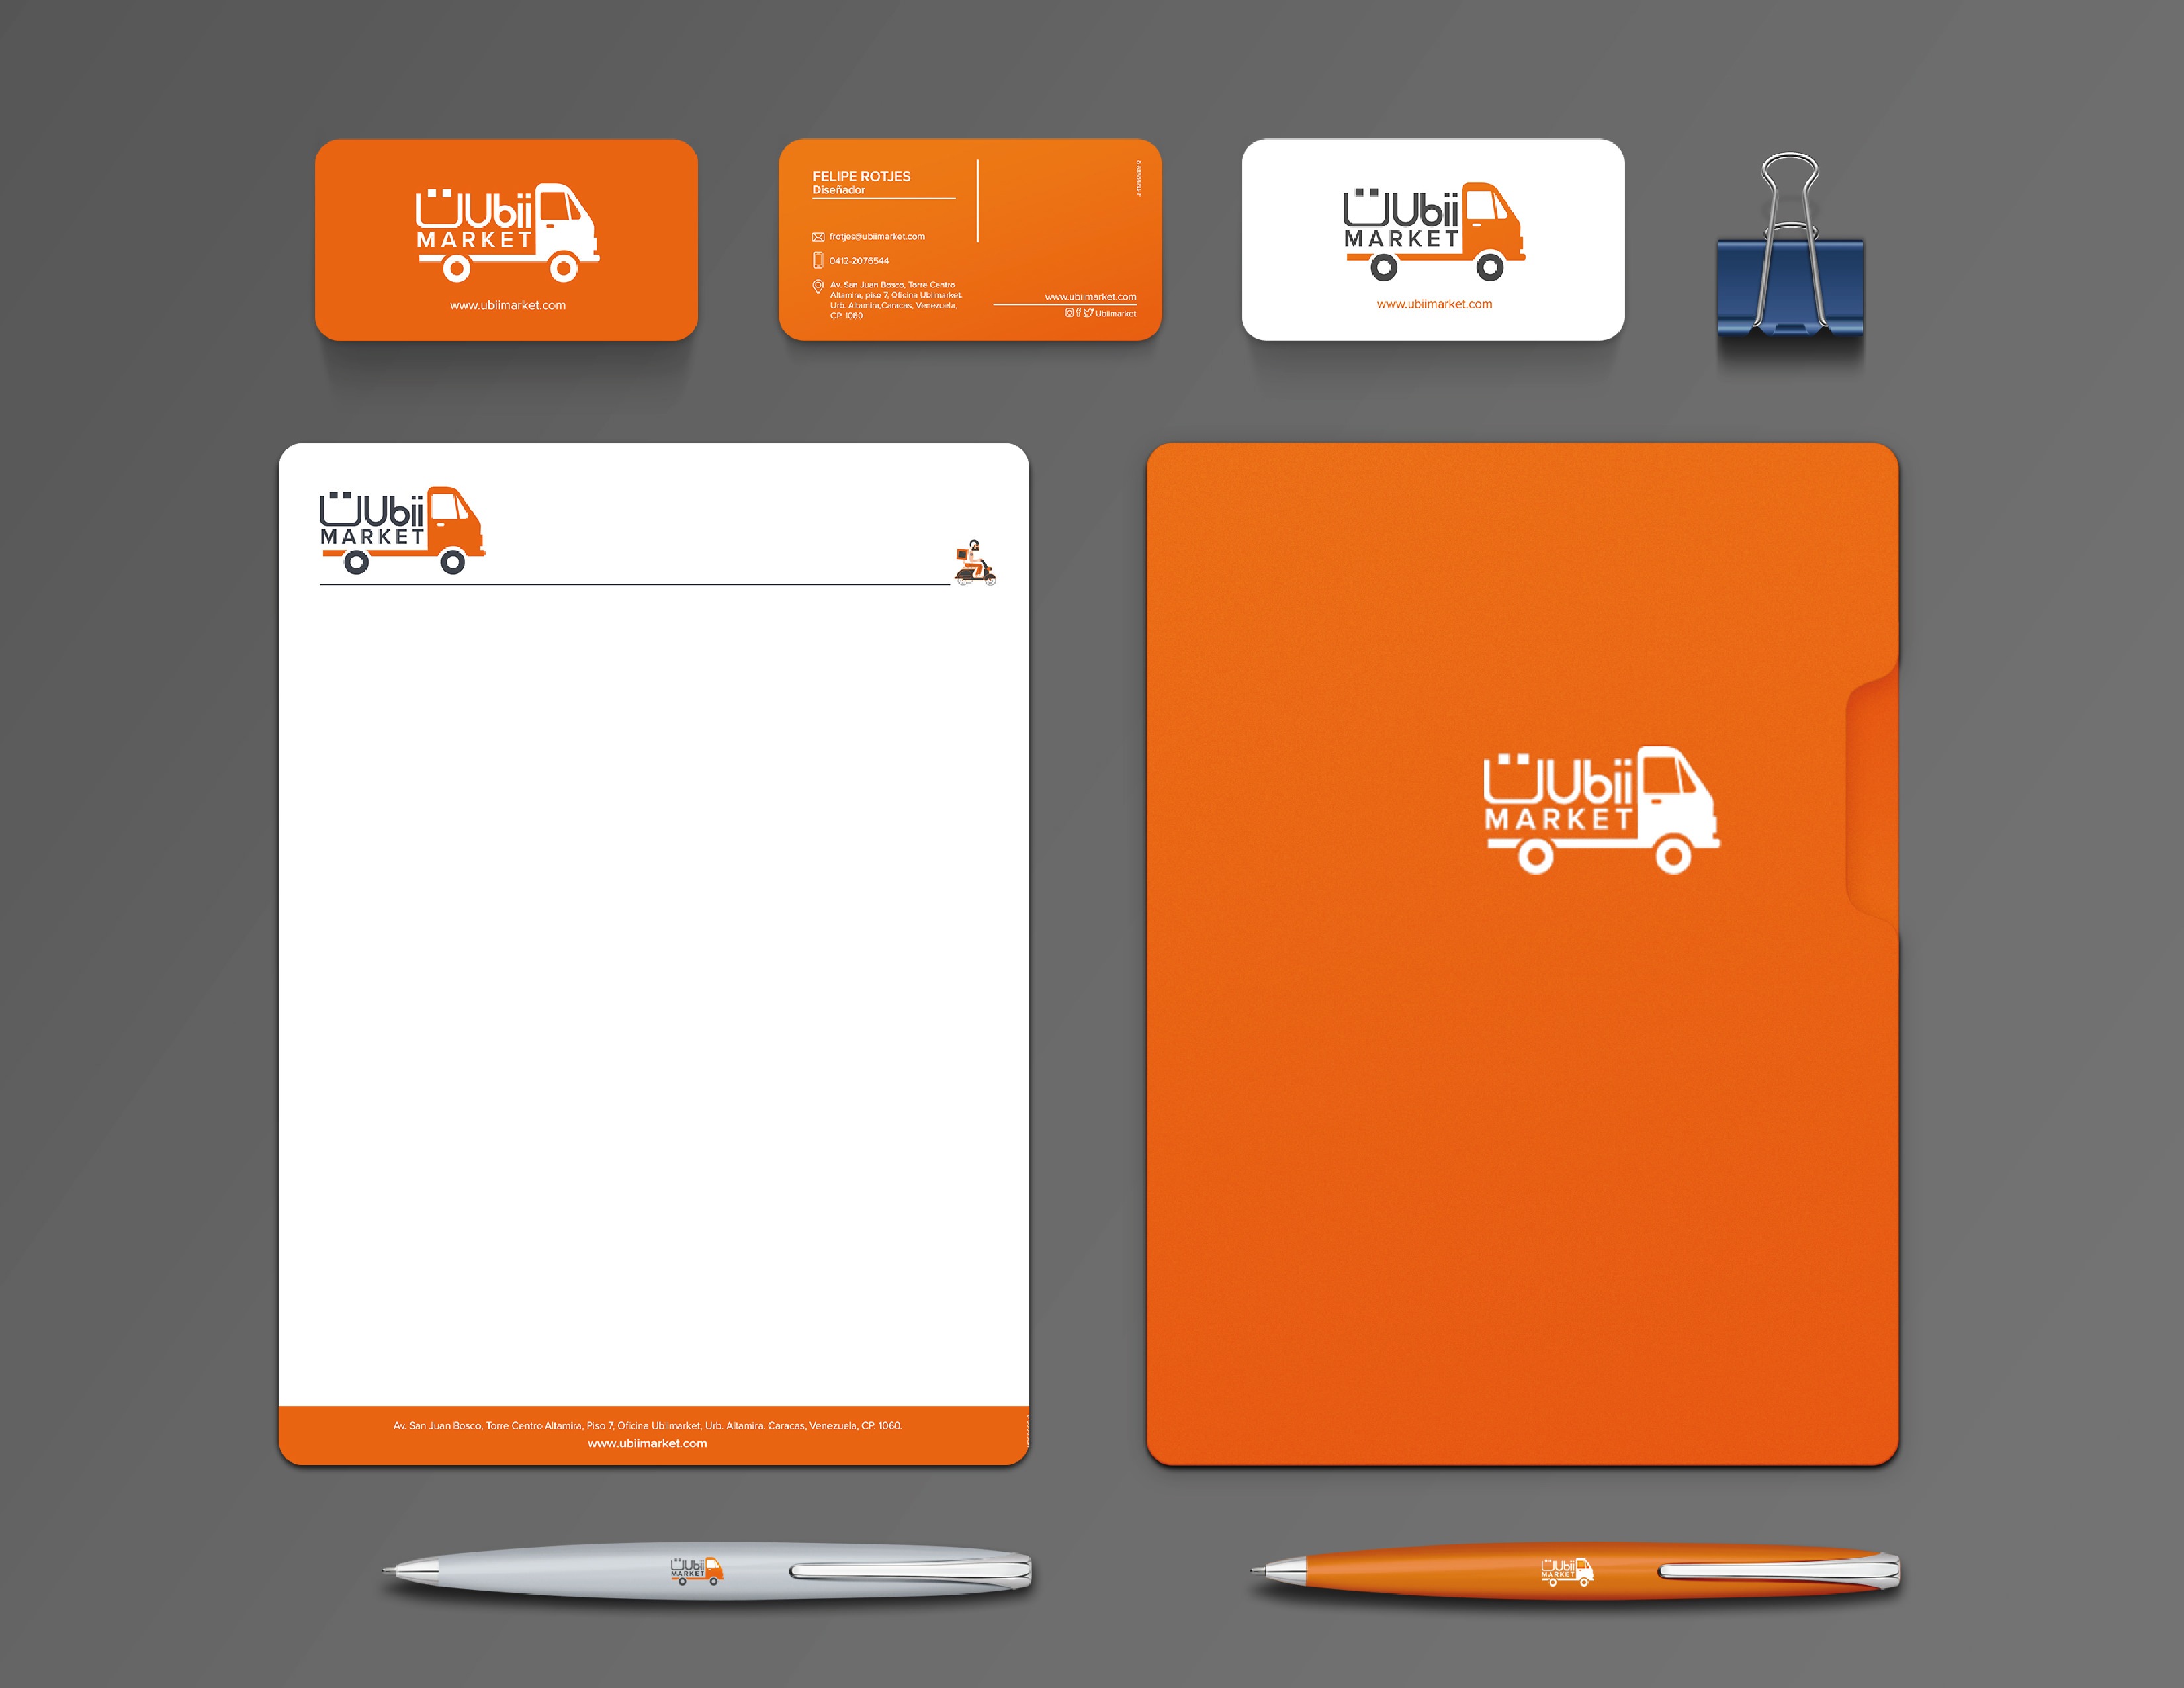 Ubii
MARKET
www.ubiimarket.com
FELIPE ROTJES
Diseñador
frotjes@ubiimarket.com
0412-2076544
Av. San Juan Bosco, Torre Centro
Altamira, piso 7, Oficina Ubiimarket.
Urb. Altamira,Caracas, Venezuela,
CP. 1060
www.ubiimarket.com
Ubiimarket
Ubii
MARKET
www.ubiimarket.com
Ubii
MARKET
Av. San Juan Bosco, Torre Centro Altamira, Piso 7, Oficina Ubiimarket, Urb. Altamira. Caracas, Venezuela, CP. 1060.
www.ubiimarket.com
Ubii
MARKET
Ubii
MARKET
Ubii
MARKET